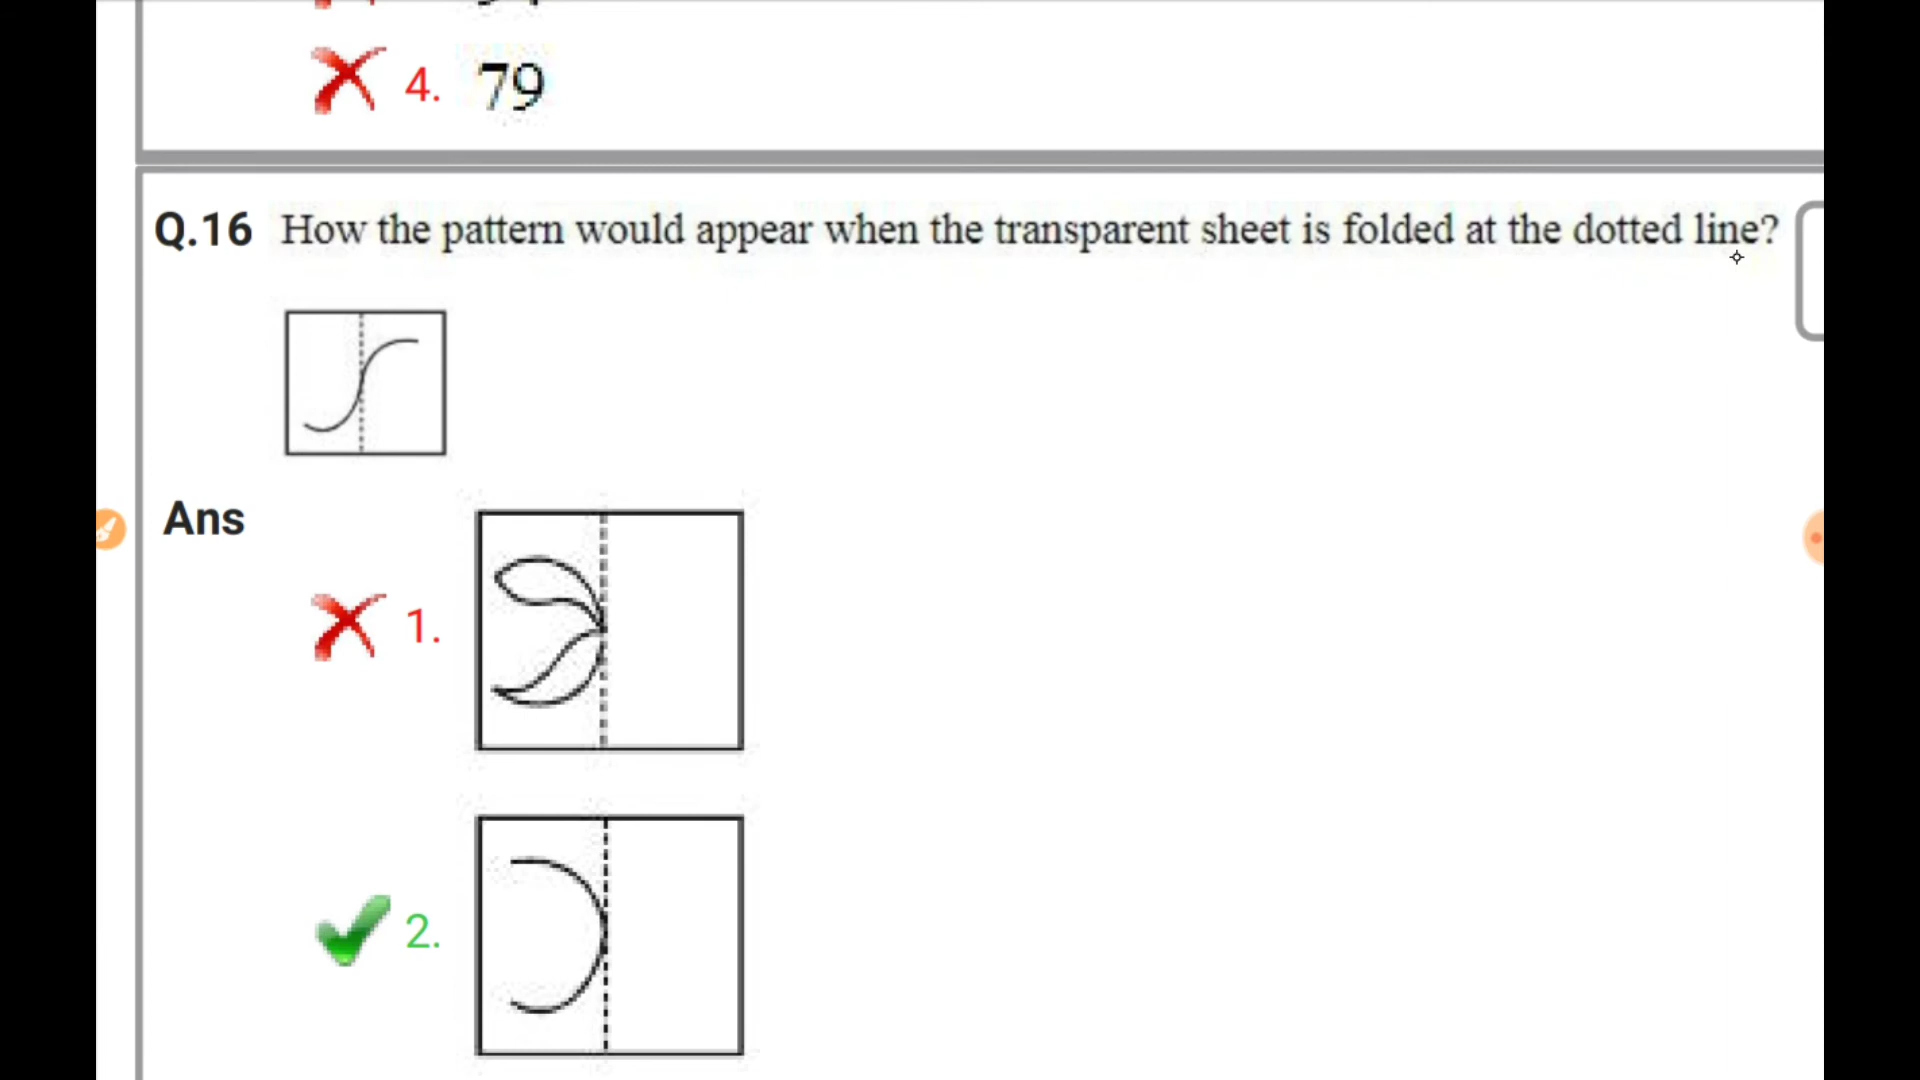 4. 79
Q.16 How the pattern would appear when the transparent sheet is folded at the dotted line?
Ans
1.
2.